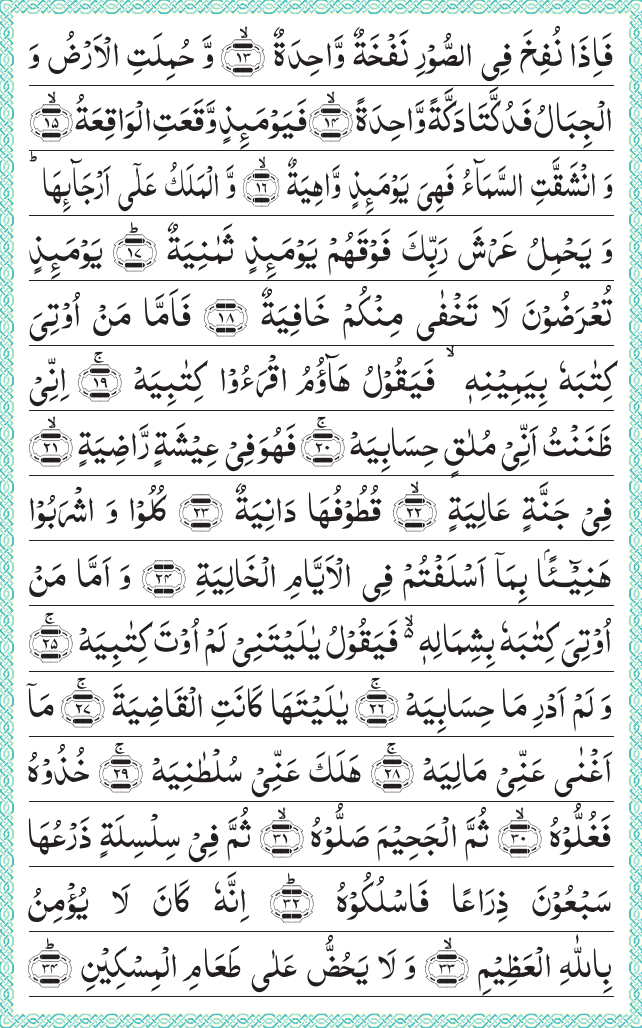 فَاِذَا نُفِخَ فِی الصُّوۡرِ نَفۡخَةٌ وَّاحِدَةٌ ۙ﴿۱۳﴾ وَّ حُمِلَتِ الۡاَرۡضُ وَ
الۡجِبَالُ فَدُكَّتَا دَكَّةً وَّاحِدَةً ۙ﴿۱۴﴾ فَیَوۡمَئِذٍ وَّقَعَتِ الۡوَاقِعَةُ ۙ﴿۱۵﴾
وَ انۡشَقَّتِ السَّمَآءُ فَهِیَ یَوۡمَئِذٍ وَّاهِیَةٌ ۙ﴿۱۶﴾ وَّ الۡمَلَكُ عَلٰۤی اَرۡجَآئِهَا ؕ
وَ یَحۡمِلُ عَرۡشَ رَبِّكَ فَوۡقَهُمۡ یَوۡمَئِذٍ ثَمٰنِیَةٌ ؕ﴿۱۷﴾ یَوۡمَئِذٍ
تُعۡرَضُوۡنَ لَا تَخۡفٰی مِنۡكُمۡ خَافِیَةٌ ﴿۱۸﴾ فَاَمَّا مَنۡ اُوۡتِیَ
كِتٰبَهٗ بِیَمِیۡنِهٖ ۙ فَیَقُوۡلُ هَآؤُمُ اقۡرَءُوۡا كِتٰبِیَهۡ ﴿ۚ۱۹﴾ اِنِّیۡ
ظَنَنۡتُ اَنِّیۡ مُلٰقٍ حِسَابِیَهۡ ﴿ۚ۲۰﴾ فَهُوَ فِیۡ عِیۡشَةٍ رَّاضِیَةٍ ﴿ۙ۲۱﴾
فِیۡ جَنَّةٍ عَالِیَةٍ ﴿ۙ۲۲﴾ قُطُوۡفُهَا دَانِیَةٌ ﴿۲۳﴾ كُلُوۡا وَ اشۡرَبُوۡا
هَنِیۡٓــًٔۢا بِمَاۤ اَسۡلَفۡتُمۡ فِی الۡاَیَّامِ الۡخَالِیَةِ ﴿۲۴﴾ وَ اَمَّا مَنۡ
اُوۡتِیَ كِتٰبَهٗ بِشِمَالِهٖ ۬ۙ فَیَقُوۡلُ یٰلَیۡتَنِیۡ لَمۡ اُوۡتَ كِتٰبِیَهۡ ﴿ۚ۲۵﴾
وَ لَمۡ اَدۡرِ مَا حِسَابِیَهۡ ﴿ۚ۲۶﴾ یٰلَیۡتَهَا كَانَتِ الۡقَاضِیَةَ ﴿ۚ۲۷﴾ مَاۤ
اَغۡنٰی عَنِّیۡ مَالِیَهۡ ﴿ۚ۲۸﴾ هَلَكَ عَنِّیۡ سُلۡطٰنِیَهۡ ﴿ۚ۲۹﴾ خُذُوۡهُ
فَغُلُّوۡهُ ﴿ۙ۳۰﴾ ثُمَّ الۡجَحِیۡمَ صَلُّوۡهُ ﴿ۙ۳۱﴾ ثُمَّ فِیۡ سِلۡسِلَةٍ ذَرۡعُهَا
سَبۡعُوۡنَ ذِرَاعًا فَاسۡلُكُوۡهُ ﴿ؕ۳۲﴾ اِنَّهٗ كَانَ لَا یُؤۡمِنُ
بِاللّٰهِ الۡعَظِیۡمِ ﴿ۙ۳۳﴾ وَ لَا یَحُضُّ عَلٰی طَعَامِ الۡمِسۡكِیۡنِ ﴿ؕ۳۴﴾